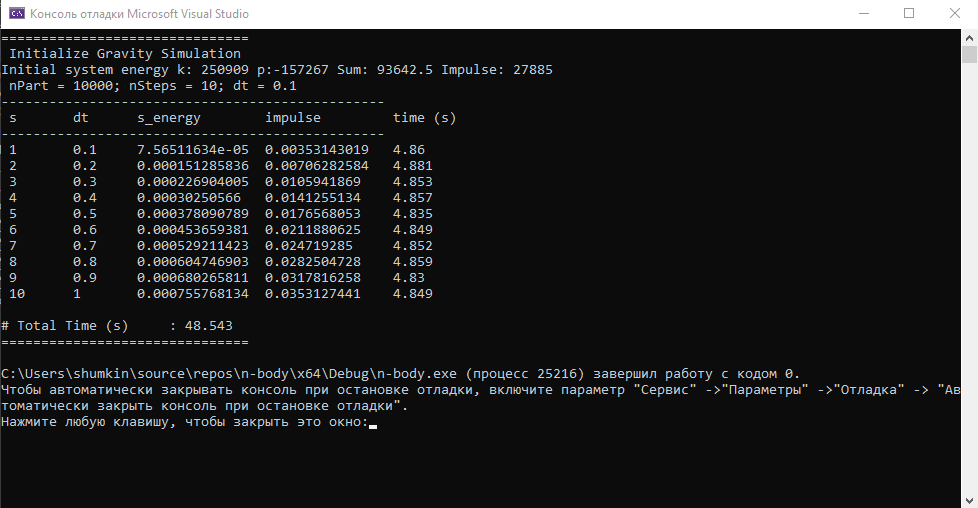 Консоль отладки Microsoft Visual Studio
===============================
Initialize Gravity Simulation
Initial system energy k: 250909 p:-157267 Sum: 93642.5 Impulse: 27885
nPart = 10000; nSteps = 10; dt = 0.1
------------------------------------------------
s dt s_energy impulse time (s)
------------------------------------------------
1 0.1 7.56511634e-05 0.00353143019 4.86
2 0.2 0.000151285836 0.00706282584 4.881
3 0.3 0.000226904005 0.0105941869 4.853
4 0.4 0.00030250566 0.0141255134 4.857
5 0.5 0.000378090789 0.0176568053 4.835
6 0.6 0.000453659381 0.0211880625 4.849
7 0.7 0.000529211423 0.024719285 4.852
8 0.8 0.000604746903 0.0282504728 4.859
9 0.9 0.000680265811 0.0317816258 4.83
10 1 0.000755768134 0.0353127441 4.849
# Total Time (s) : 48.543
===============================
C:\Users\shumkin\source\repos\n-body\x64\Debug\n-body.exe (процесс 25216) завершил работу с кодом 0.
Чтобы автоматически закрывать консоль при остановке отладки, включите параметр "Сервис" ->"Параметры" ->"Отладка" -> "Ав
томатически закрыть консоль при остановке отладки".
Нажмите любую клавишу, чтобы закрыть это окно: